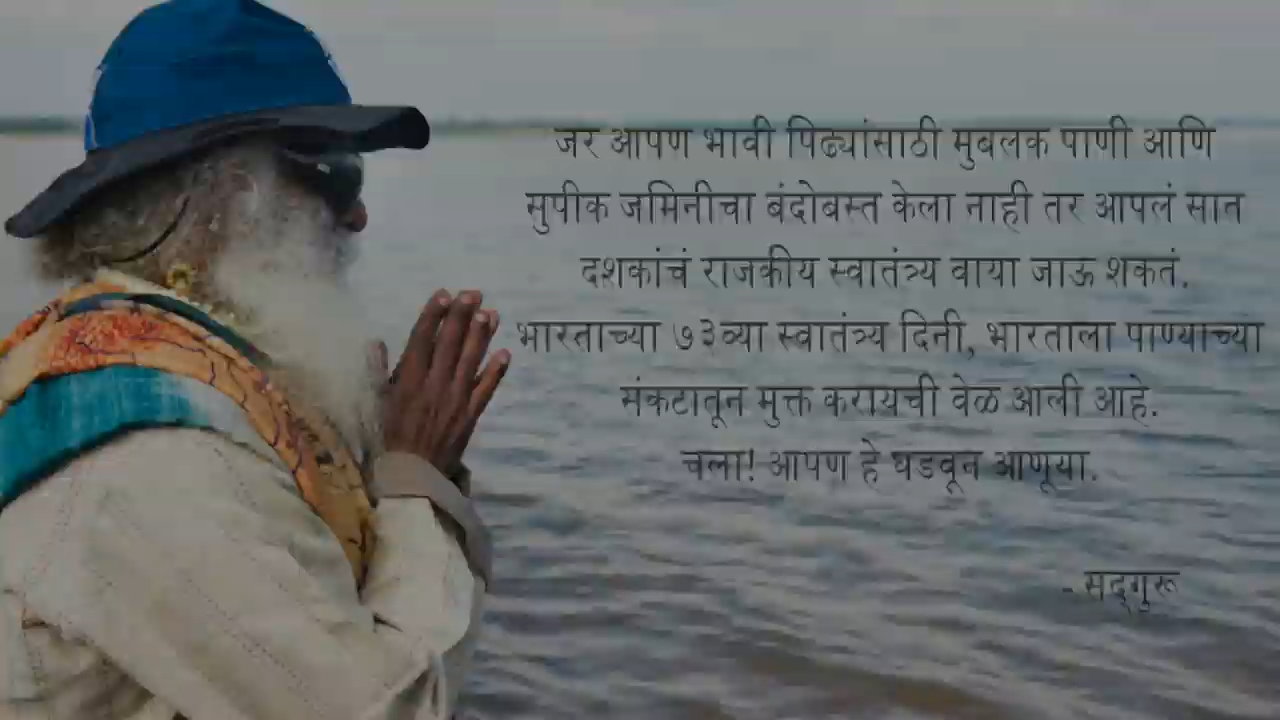 जर आपण भावी पिढ्यांसाठी मुबलक पाणी आणि
सुपीक जमिनीचा बंदोबस्त केला नाही तर आपलं सात
दशकांचं राजकीय स्वातंत्र्य वाया जाऊ शकतं.
भारताच्या ७३व्या स्वातंत्र्य दिनी, भारताला पाण्याच्या
संकटातून मुक्त करायची वेळ आली आहे.
चला! आपण हे घडवून आणूया.
- सद्गुरू